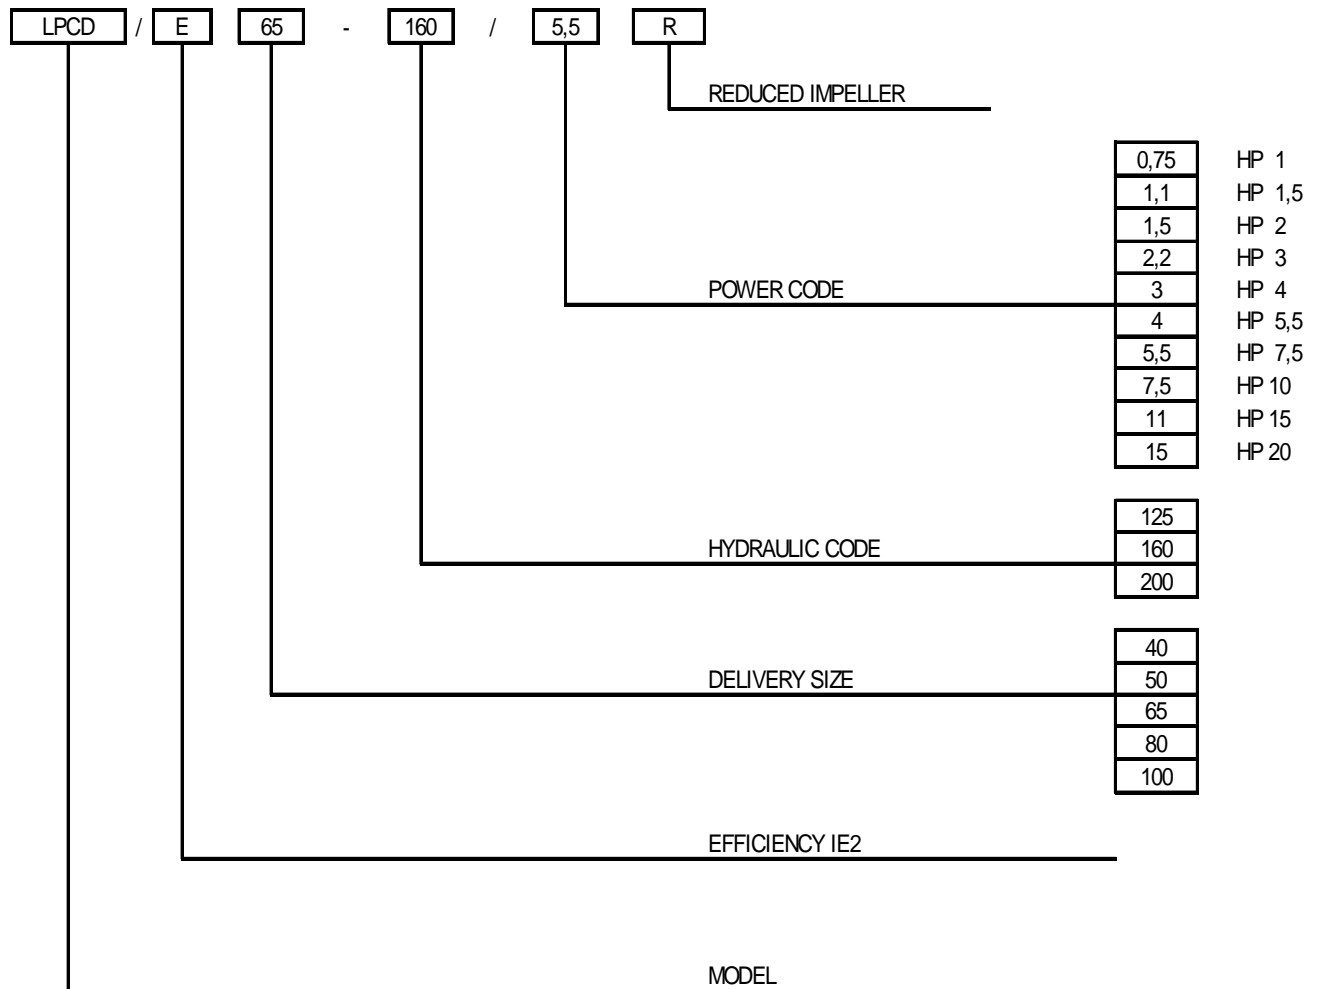 LPCD / E 65 - 160 / 5,5 R
REDUCED IMPELLER
0,75 HP 1
1,1 HP 1,5
1,5 HP 2
2,2 HP 3
POWER CODE 3 HP 4
4 HP 5,5
5,5 HP 7,5
7,5 HP 10
11 HP 15
15 HP 20
125
HYDRAULIC CODE 160
200
40
DELIVERY SIZE 50
65
80
100
EFFICIENCY IE2
MODEL